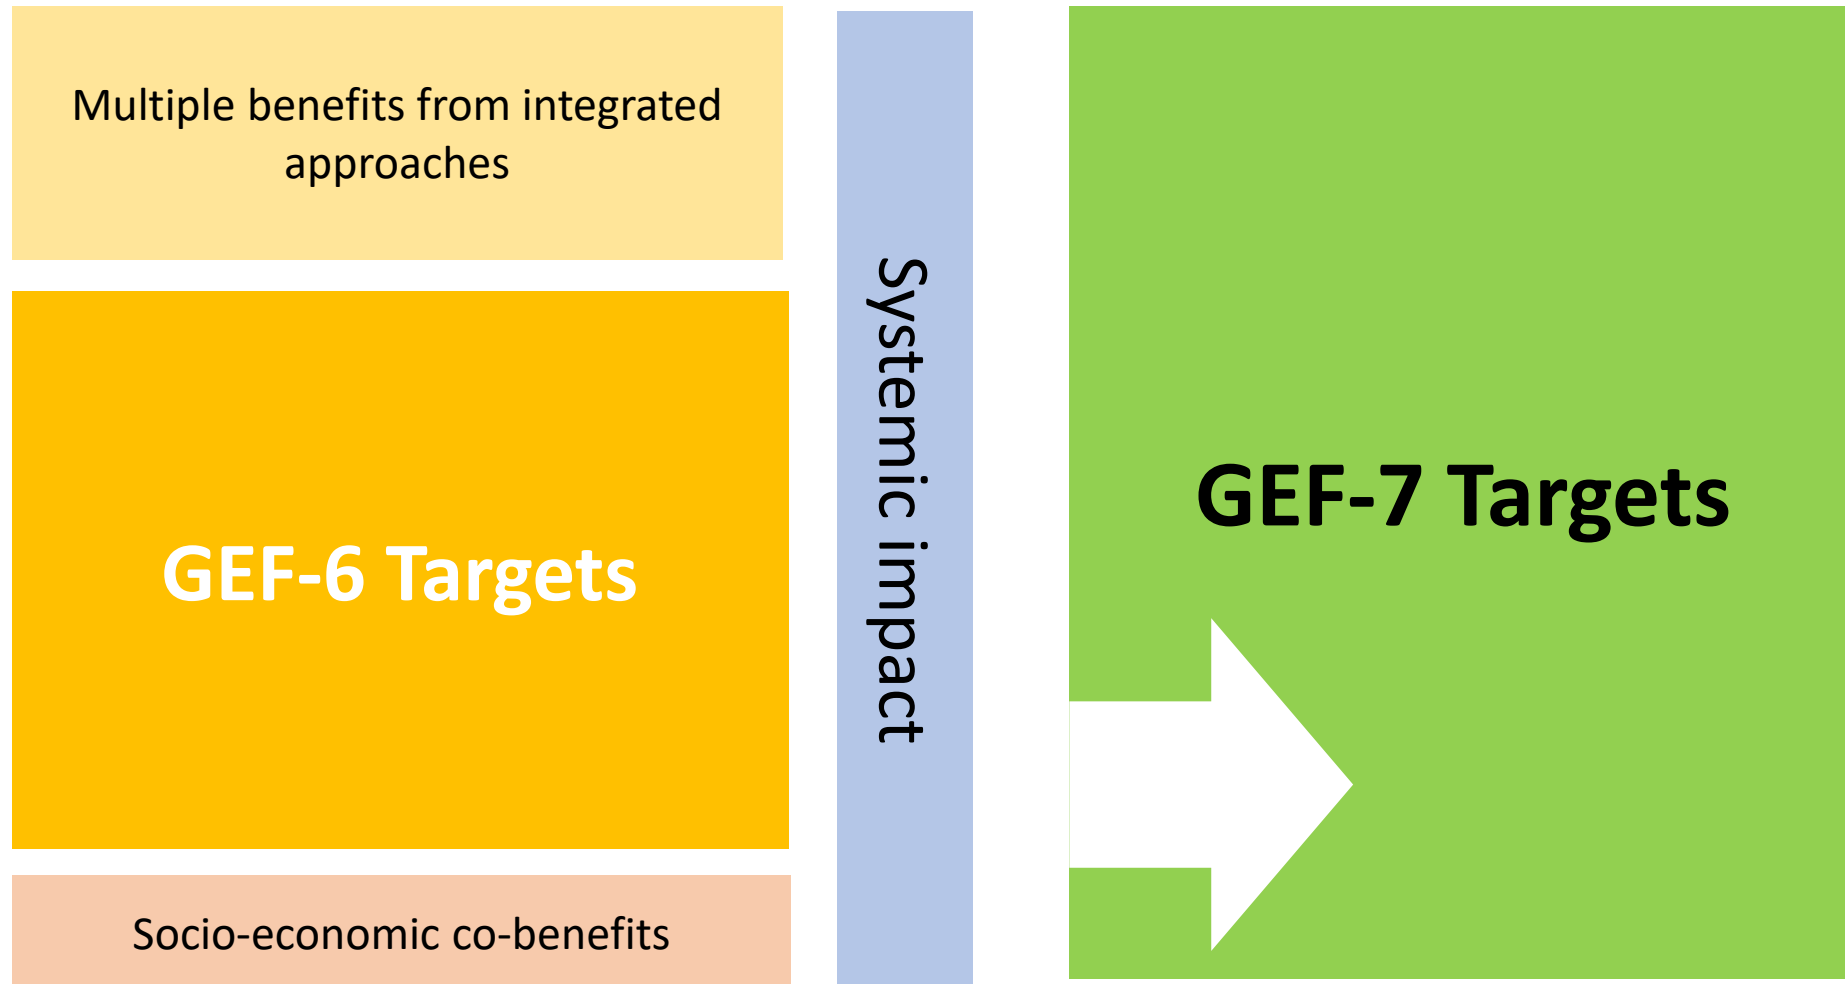 Multiple benefits from integrated
approaches
GEF-6 Targets
Socio-economic co-benefits
Systemic impact
GEF-7 Targets